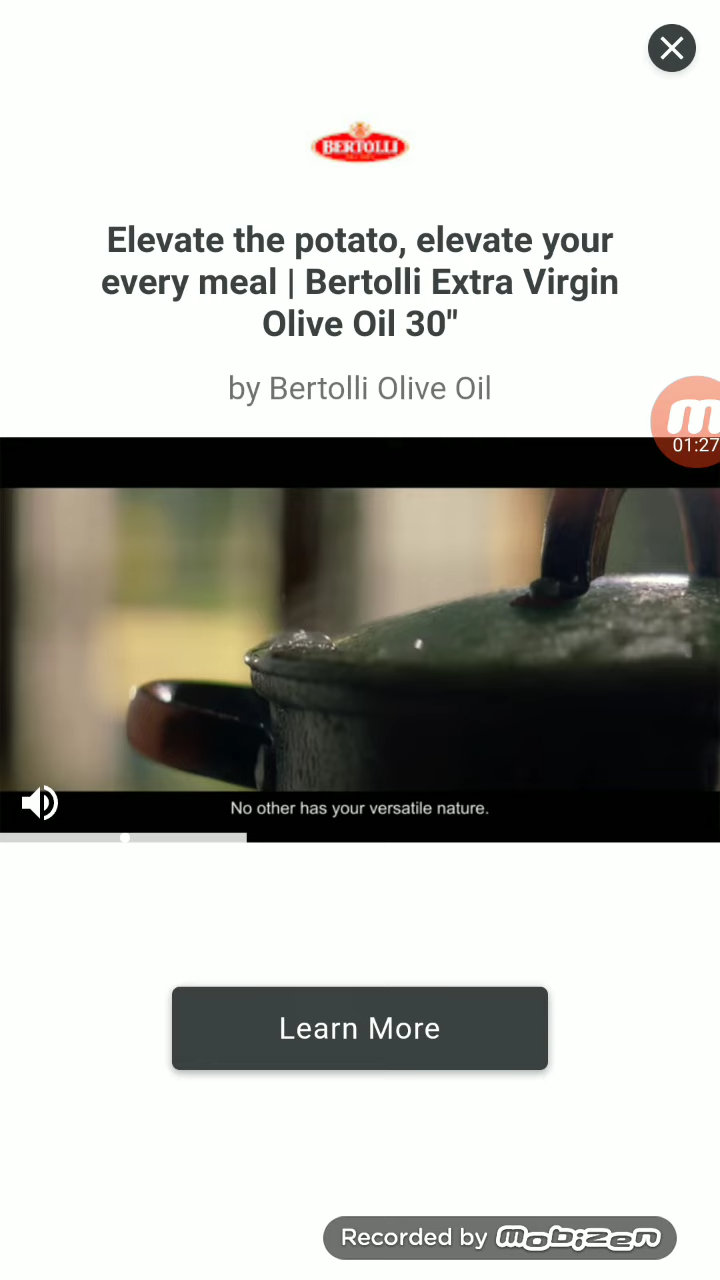 BERTOLLI
Elevate the potato, elevate your
every meal | Bertolli Extra Virgin
Olive Oil 30"
by Bertolli Olive Oil
m
01:27
No other has your versatile nature.
Learn More
Recorded by mobizen